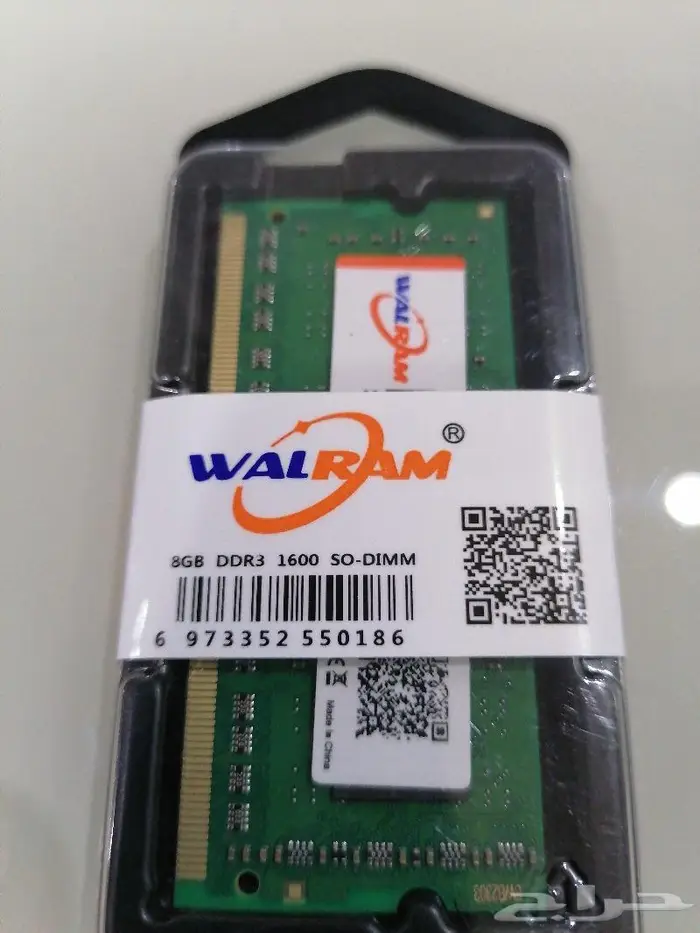 WALRAM
WALRAM ®
8GB DDR3 1600 SO-DIMM
6 973352 550186
Made in China
حراج